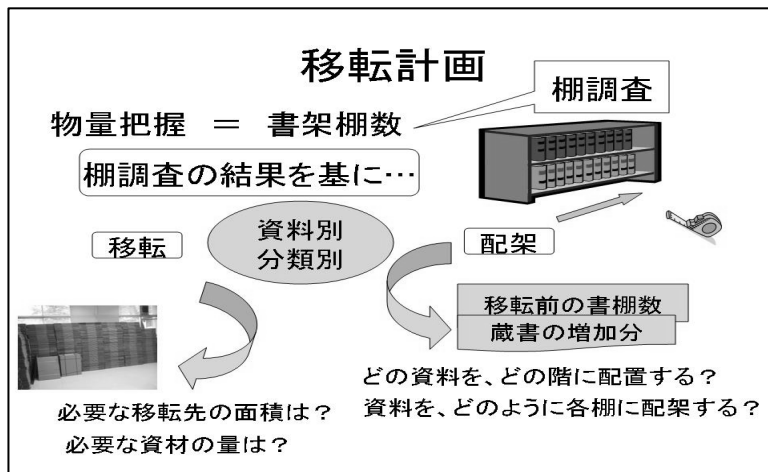 移転計画
棚調査
物量把握 ＝ 書架棚数
棚調査の結果を基に…
資料別
分類別
移転
配架
移転前の書棚数
蔵書の増加分
どの資料を、どの階に配置する？
資料を、どのように各棚に配架する？
必要な移転先の面積は？
必要な資材の量は？